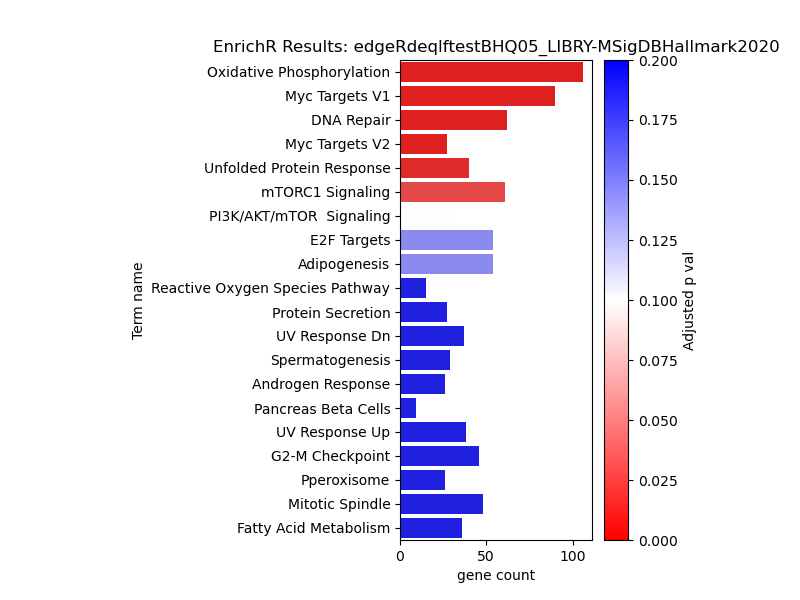 EnrichR Results: edgeRdeqlftestBHQ05_LIBRY-MSigDBHallmark2020
Term name
Oxidative Phosphorylation
Myc Targets V1
DNA Repair
Myc Targets V2
Unfolded Protein Response
mTORC1 Signaling
PI3K/AKT/mTOR  Signaling
E2F Targets
Adipogenesis
Reactive Oxygen Species Pathway
Protein Secretion
UV Response Dn
Spermatogenesis
Androgen Response
Pancreas Beta Cells
UV Response Up
G2-M Checkpoint
Pperoxisome
Mitotic Spindle
Fatty Acid Metabolism
0 50 100
gene count
0.200
0.175
0.150
0.125
0.100
0.075
0.050
0.025
0.000
Adjusted p val